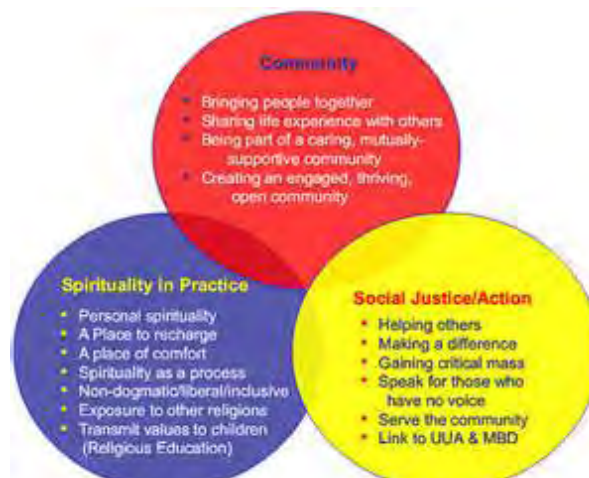 Community
• Bringing people together
• Sharing life experience with others
• Being part of a caring, mutually-
supportive community
• Creating an engaged, thriving,
open community
Spirituality in Practice
• Personal spirituality
• A Place to recharge
• A place of comfort
• Spirituality as a process
• Non-dogmatic/liberal/inclusive
• Exposure to other religions
• Transmit values to children
(Religious Education)
Social Justice/Action
• Helping others
• Making a difference
• Gaining critical mass
• Speak for those who
have no voice
• Serve the community
• Link to UUA & MBD